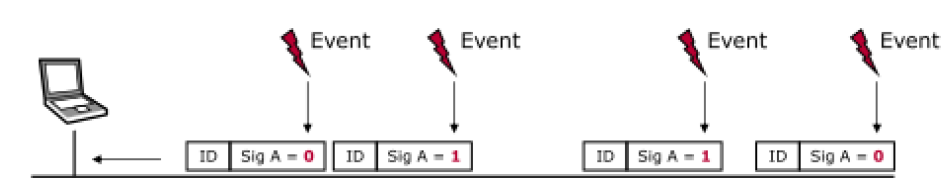 Event Event Event Event
ID Sig A = 0 ID Sig A = 1 ID Sig A = 1 ID Sig A = 0